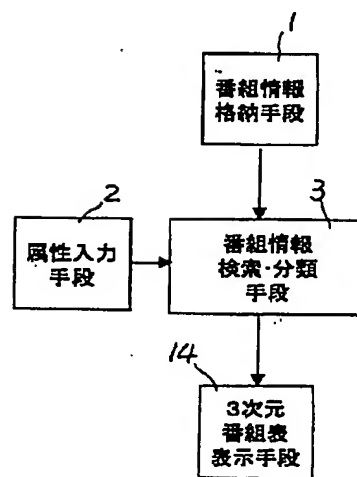 1
番組情報
格納手段
2
属性入力
手段
3
番組情報
検索・分類
手段
14
3次元
番組表
表示手段